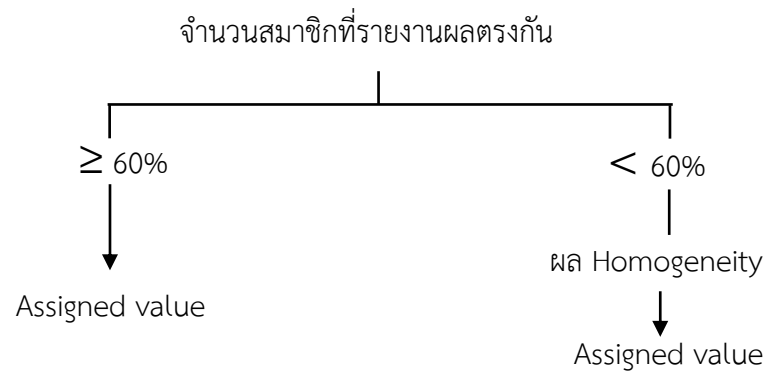 จำนวนสมาชิกที่รายงานผลตรงกัน
≥ 60%
< 60%
ผล Homogeneity
Assigned value
Assigned value